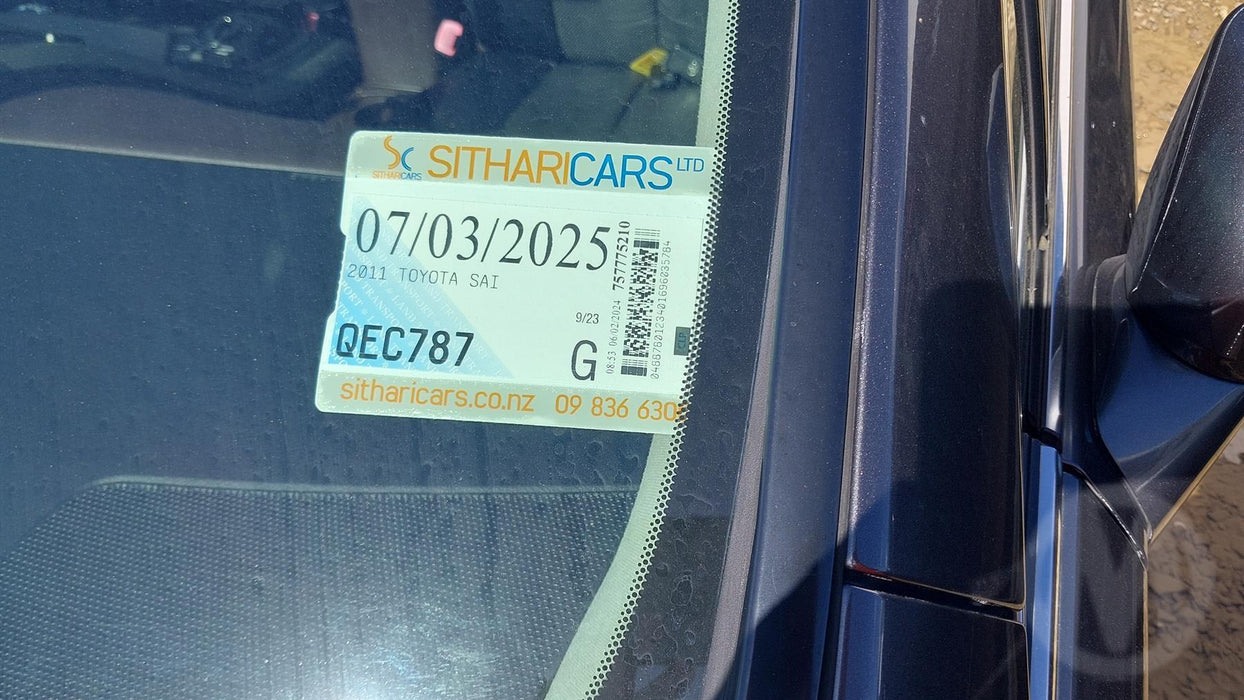 SC SITHARICARS LTD
SITHARICARS
07/03/2025
2011 TOYOTA SAI
9/23
QEC787
G
08:53 06/02/2024 757775210
sitharicars.co.nz 09 836 630